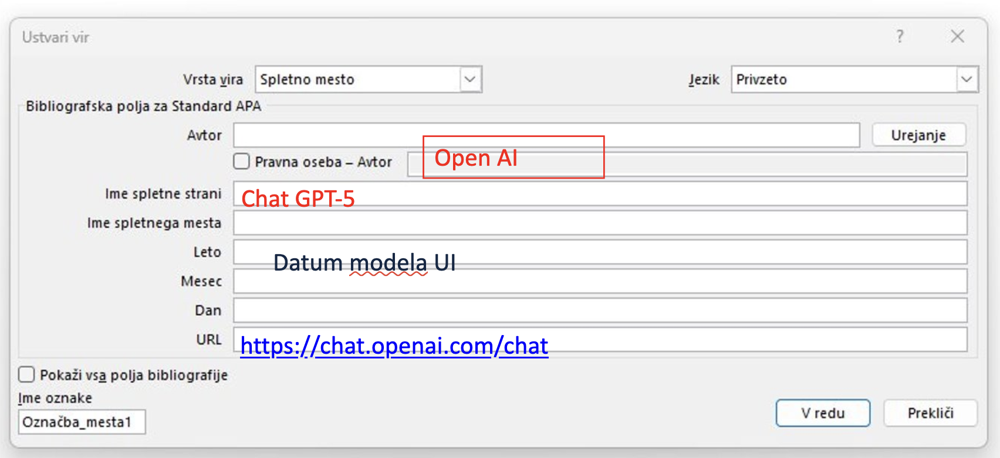 Ustvari vir ?
Vrsta vira Spletno mesto Jezik Privzeto
Bibliografska polja za Standard APA
Avtor Urejanje
Pravna oseba – Avtor Open AI
Ime spletne strani Chat GPT-5
Ime spletnega mesta
Leto Datum modela UI
Mesec
Dan
URL https://chat.openai.com/chat
Pokaži vsa polja bibliografije
Ime oznake
Označba_mesta1 V redu Prekliči